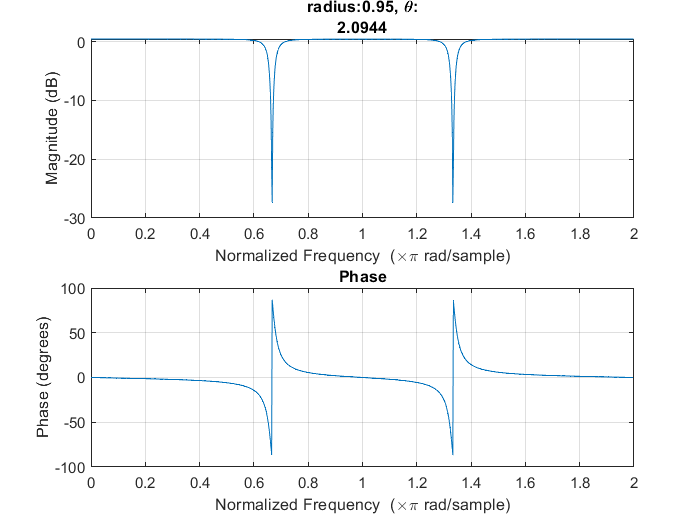 radius:0.95, θ:
2.0944
0
-10
-20
-30
Magnitude (dB)
0 0.2 0.4 0.6 0.8 1 1.2 1.4 1.6 1.8 2
Normalized Frequency (×π rad/sample)
Phase
100
50
0
-50
-100
Phase (degrees)
0 0.2 0.4 0.6 0.8 1 1.2 1.4 1.6 1.8 2
Normalized Frequency (×π rad/sample)